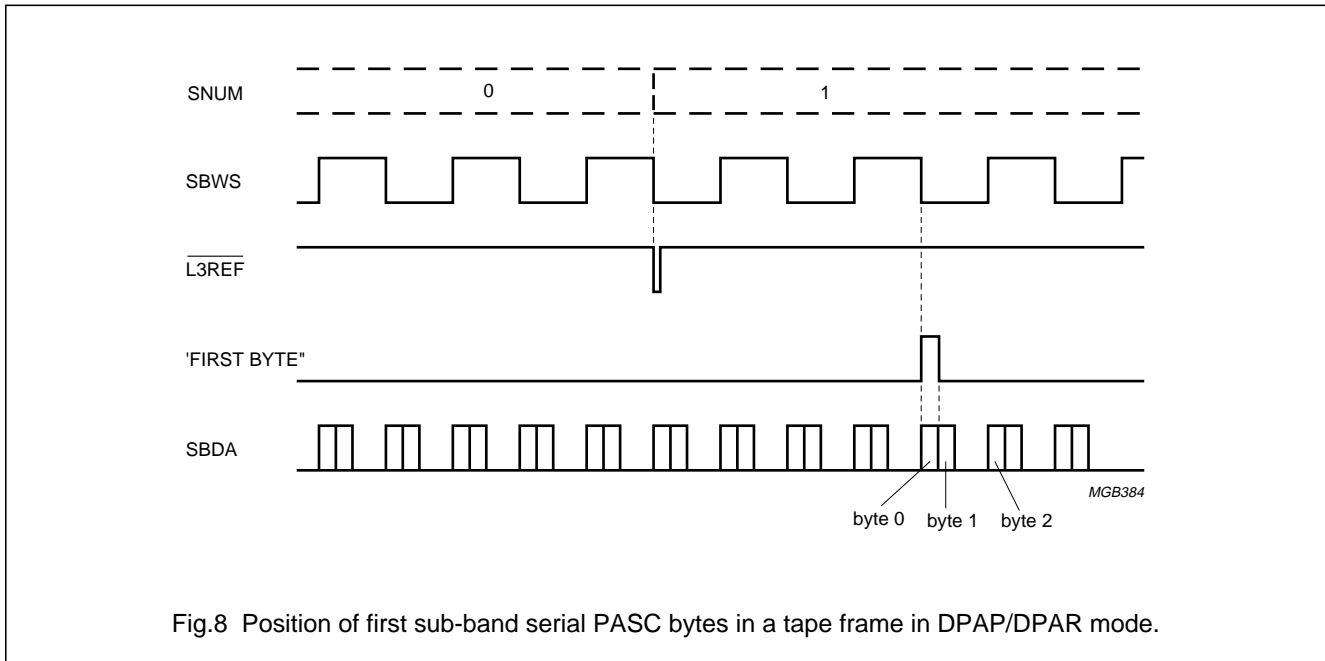 SNUM
0
1
SBWS
L3REF
'FIRST BYTE"
SBDA
MGB384
byte 0
byte 1
byte 2
Fig.8 Position of first sub-band serial PASC bytes in a tape frame in DPAP/DPAR mode.